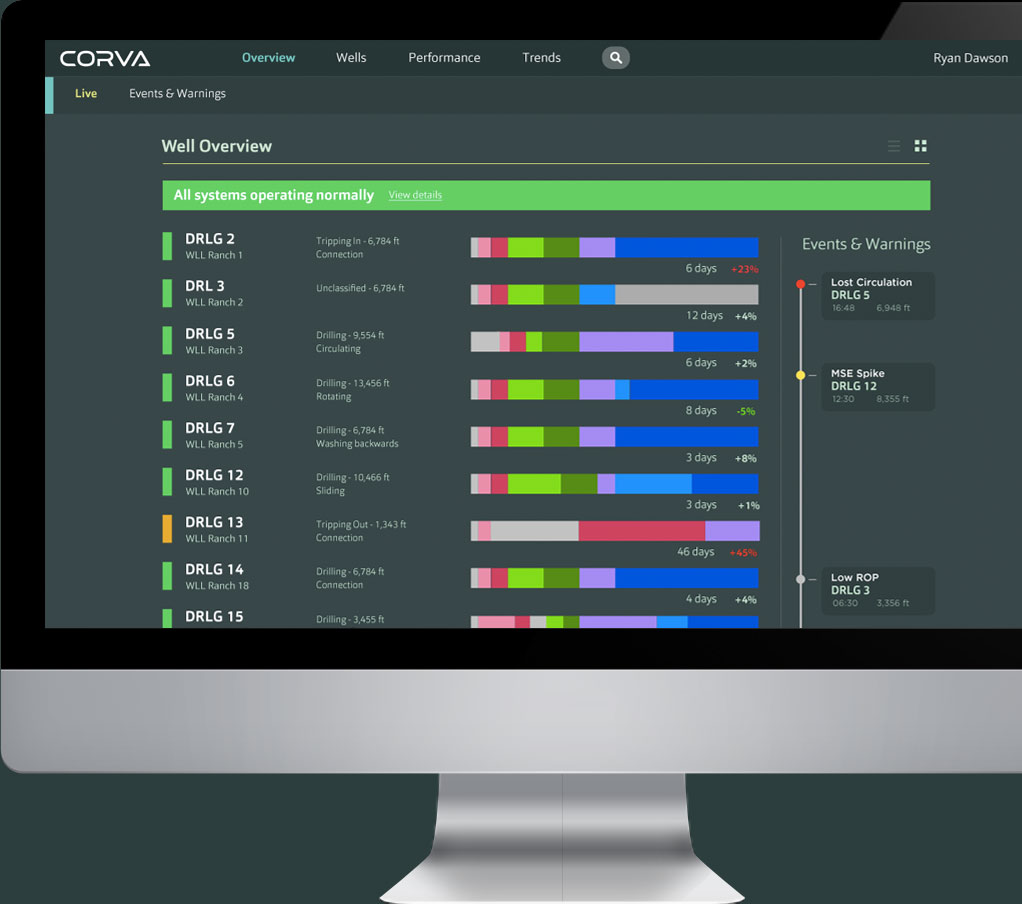 CORVA
Overview Wells Performance Trends Ryan Dawson
Live Events & Warnings
Well Overview
All systems operating normally View details
DRLG 2
WLL Ranch 1
Tripping In - 6,784 ft
Connection
6 days +23%
DRL 3
WLL Ranch 2
Unclassified - 6,784 ft
12 days +4%
DRLG 5
WLL Ranch 3
Drilling - 9,554 ft
Circulating
6 days +2%
DRLG 6
WLL Ranch 4
Drilling - 13,456 ft
Rotating
8 days -5%
DRLG 7
WLL Ranch 5
Drilling - 6,784 ft
Washing backwards
3 days +8%
DRLG 12
WLL Ranch 10
Drilling - 10,466 ft
Sliding
3 days +1%
DRLG 13
WLL Ranch 11
Tripping Out - 1,343 ft
Connection
46 days +45%
DRLG 14
WLL Ranch 18
Drilling - 6,784 ft
Connection
4 days +4%
DRLG 15
Drilling - 3,455 ft
Events & Warnings
Lost Circulation
DRLG 5
16:48 6,948 ft
MSE Spike
DRLG 12
12:30 8,355 ft
Low ROP
DRLG 3
06:30 3,356 ft